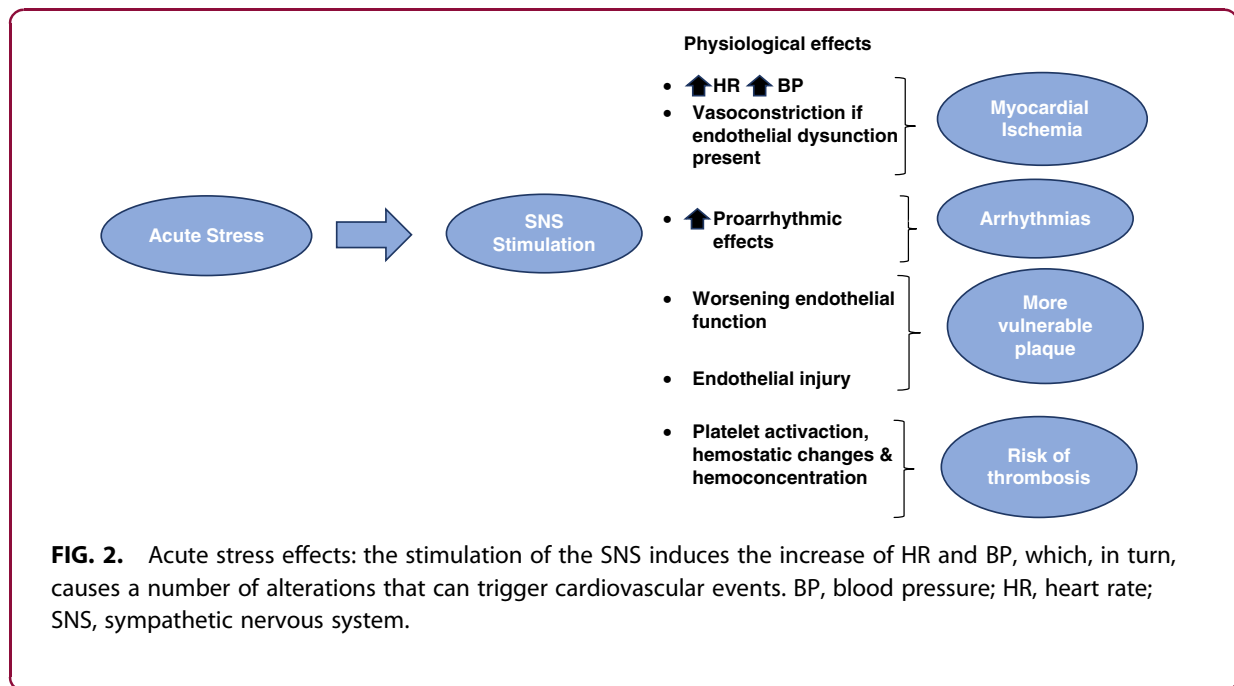 Physiological effects
• HR BP
• Vasoconstriction if
endothelial dysunction
present
Myocardial
Ischemia
Acute Stress
SNS
Stimulation
• Proarrhythmic
effects
Arrhythmias
• Worsening endothelial
function
• Endothelial injury
More
vulnerable
plaque
• Platelet activaction,
hemostatic changes &
hemoconcentration
Risk of
thrombosis
FIG. 2. Acute stress effects: the stimulation of the SNS induces the increase of HR and BP, which, in turn,
causes a number of alterations that can trigger cardiovascular events. BP, blood pressure; HR, heart rate;
SNS, sympathetic nervous system.